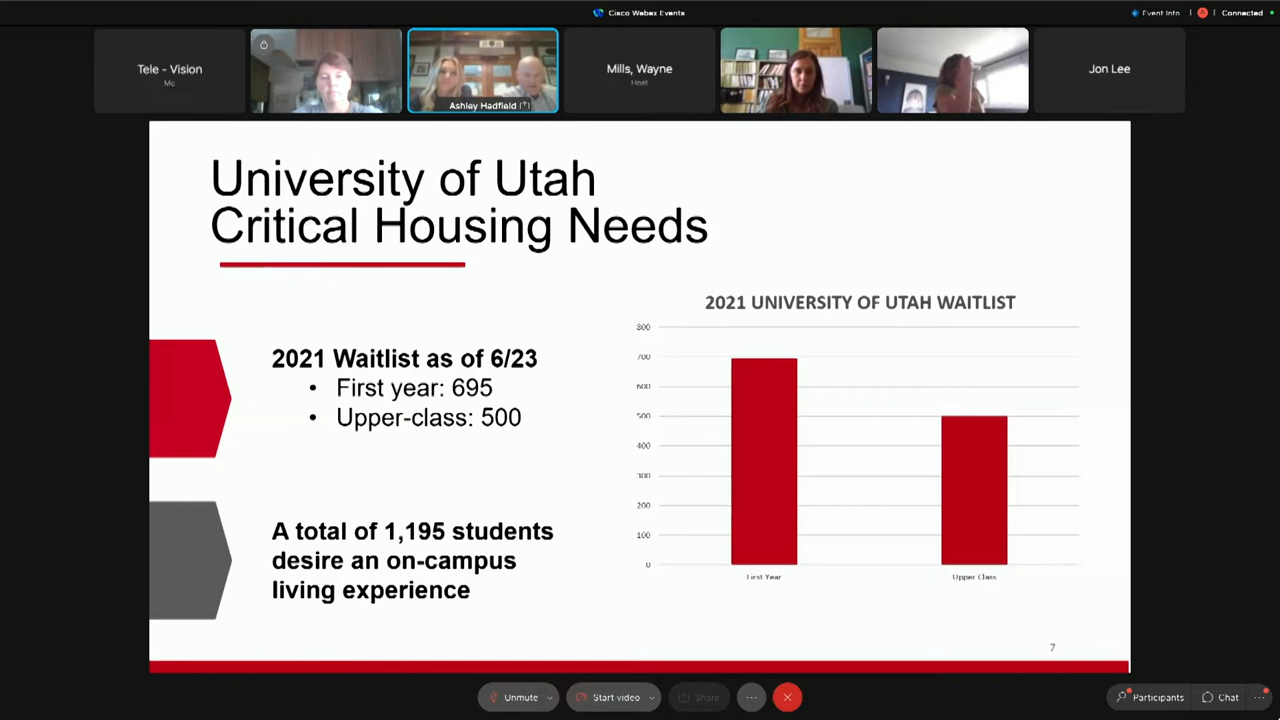 Cisco Webex Events
Event Info
Connected
Tele - Vision
Me
Ashley Hadfield
Mills, Wayne
Host
Jon Lee
University of Utah
Critical Housing Needs
2021 Waitlist as of 6/23
• First year: 695
• Upper-class: 500
A total of 1,195 students
desire an on-campus
living experience
2021 UNIVERSITY OF UTAH WAITLIST
800
700
600
500
400
300
200
100
0
First Year
Upper Class
7
Unmute
Start video
Share
Participants
Chat